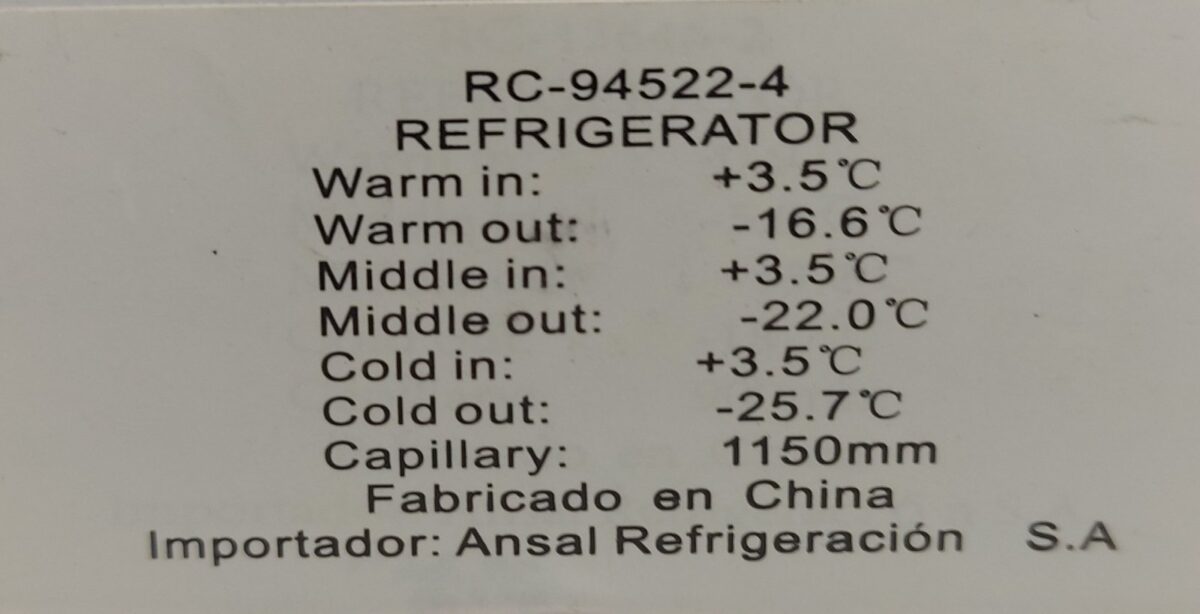 RC-94522-4
REFRIGERATOR
Warm in: +3.5℃
Warm out: -16.6℃
Middle in: +3.5℃
Middle out: -22.0℃
Cold in: +3.5℃
Cold out: -25.7℃
Capillary: 1150mm
Fabricado en China
Importador: Ansal Refrigeración S.A